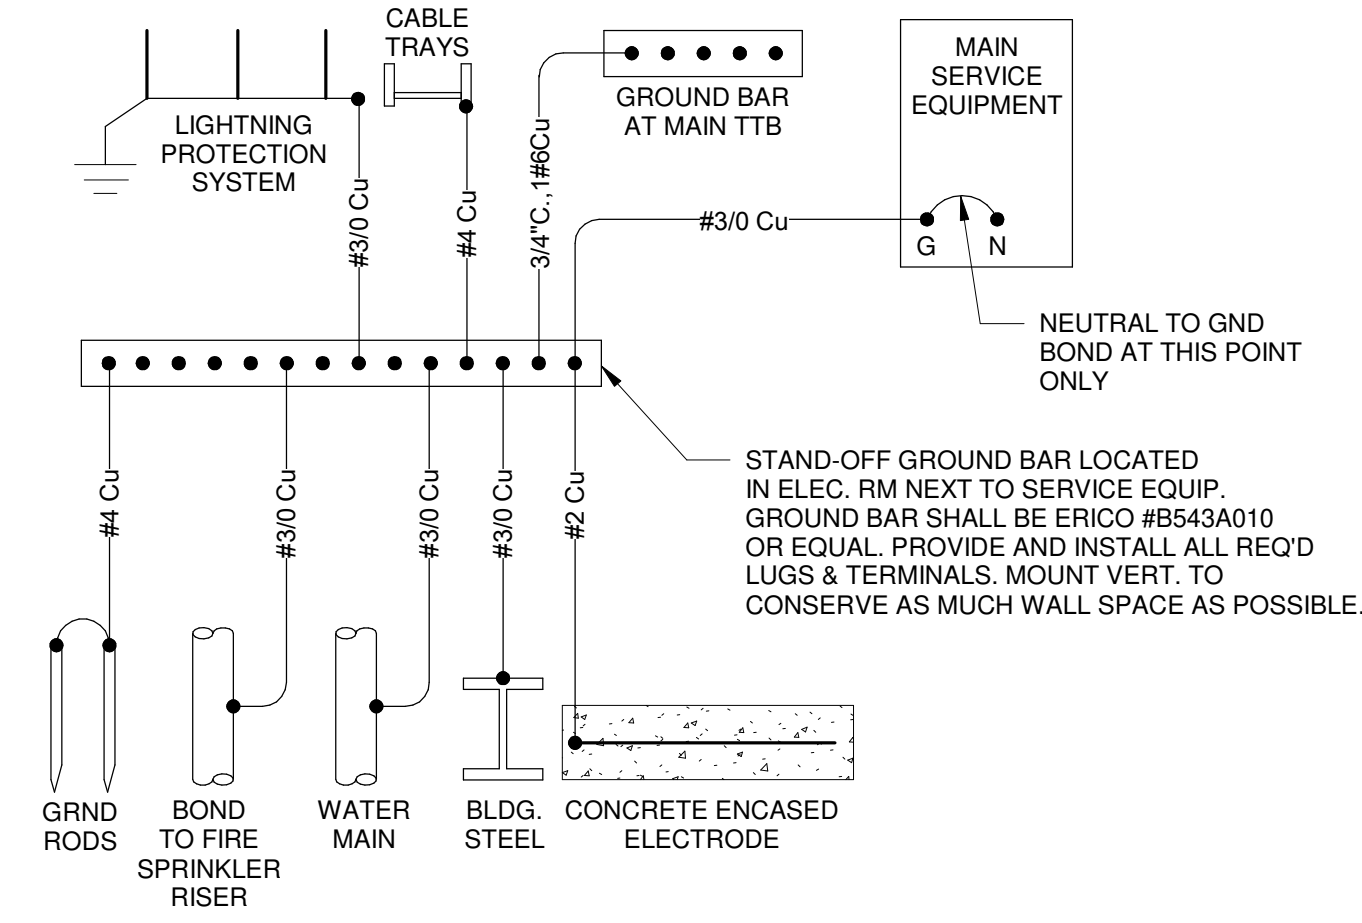 CABLE
TRAYS
LIGHTNING
PROTECTION
SYSTEM
GROUND BAR
AT MAIN TTB
MAIN
SERVICE
EQUIPMENT
G N
#3/0 Cu
#4 Cu
3/4"C.,1#6Cu
#3/0 Cu
NEUTRAL TO GND
BOND AT THIS POINT
ONLY
STAND-OFF GROUND BAR LOCATED
IN ELEC. RM NEXT TO SERVICE EQUIP.
GROUND BAR SHALL BE ERICO #B543A010
OR EQUAL. PROVIDE AND INSTALL ALL REQ'D
LUGS & TERMINALS. MOUNT VERT. TO
CONSERVE AS MUCH WALL SPACE AS POSSIBLE.
#4 Cu
#3/0 Cu
#3/0 Cu
#3/0 Cu
#2 Cu
GRND
RODS
BOND
TO FIRE
SPRINKLER
RISER
WATER
MAIN
BLDG.
STEEL
CONCRETE ENCASED
ELECTRODE